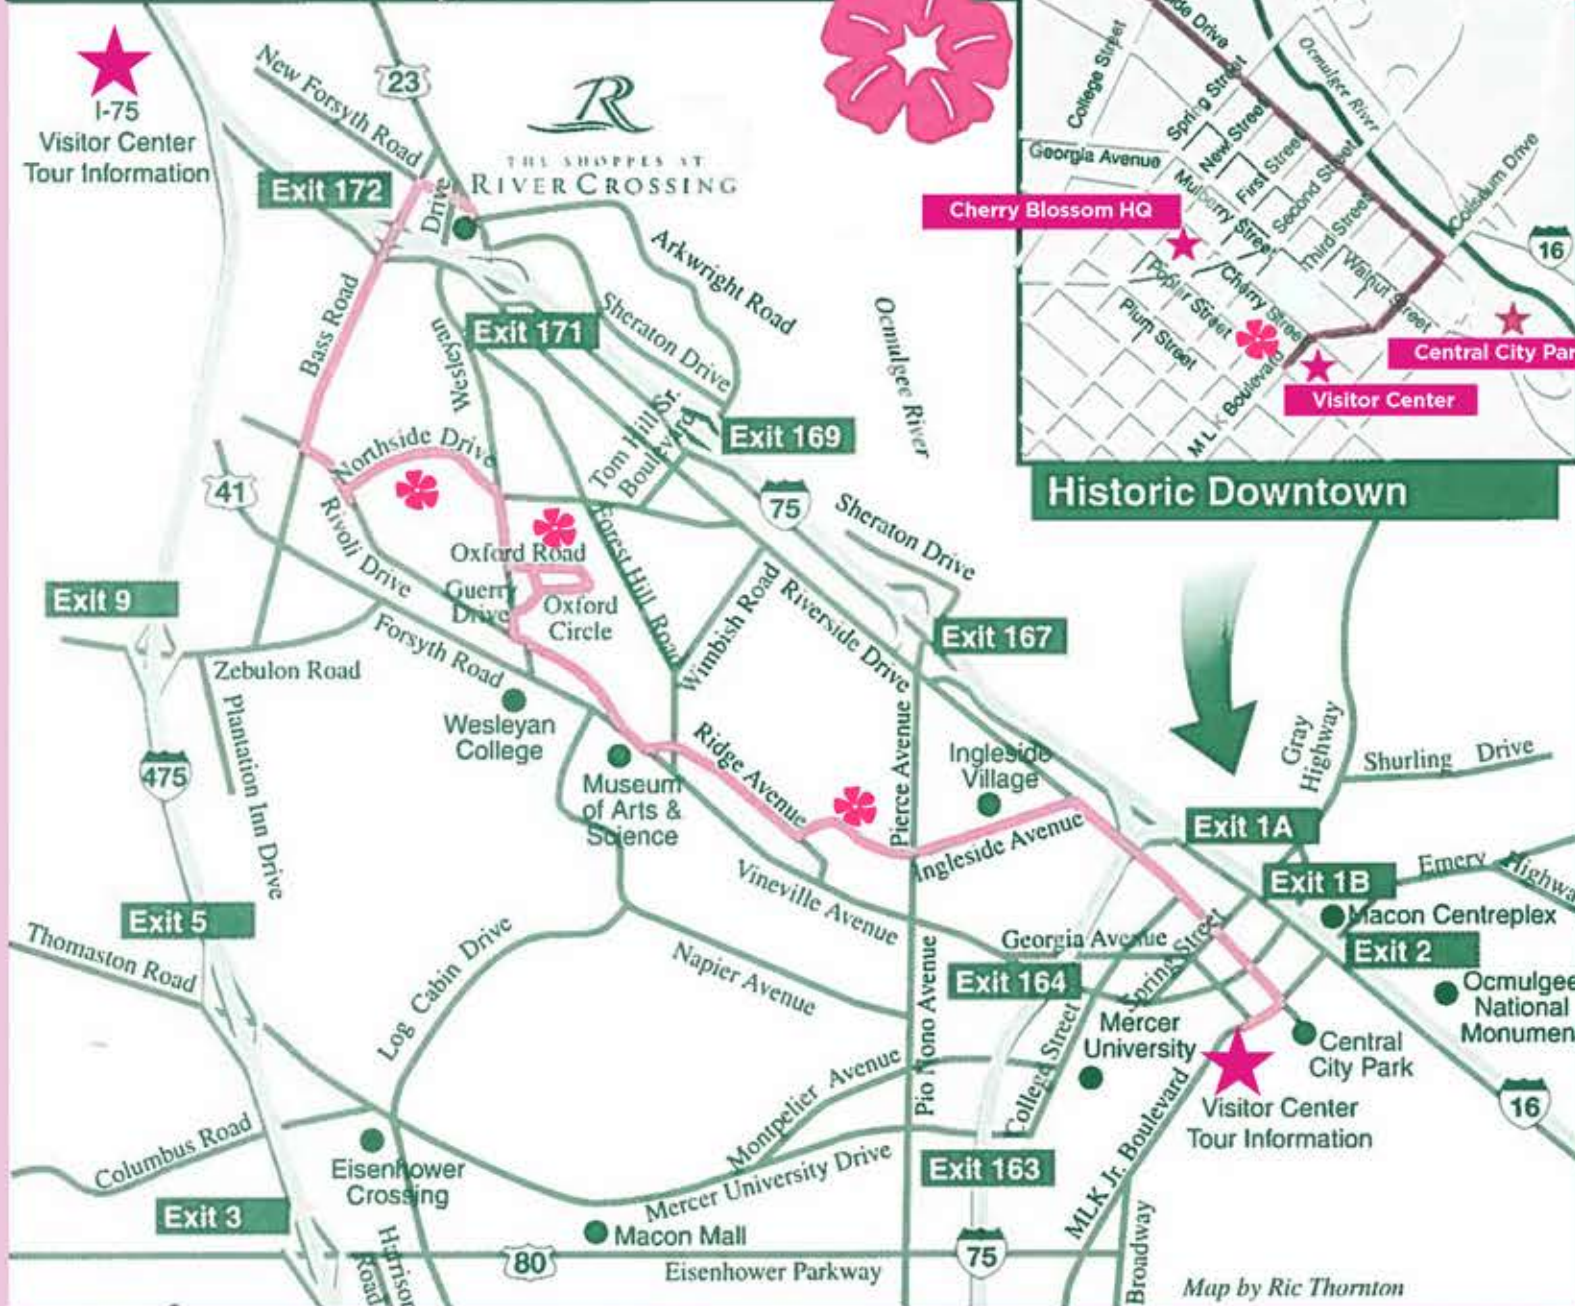 I-75
Visitor Center
Tour Information
New Forsyth Road
23
R
THE SHOPPES AT
RIVER CROSSING
Exit 172
Drive
Bass Road
Arkwright Road
Exit 171
Sheraton Drive
Wesleyan
Ocmulgee River
Tom Hill Sr.
Boulevard
Exit 169
75
Northside Drive
41
Rivoli Drive
Oxford Road
Guerry
Drive
Oxford
Circle
Forest Hill Road
Wimbish Road
Riverside Drive
Sheraton Drive
Exit 167
Exit 9
Zebulon Road
Forsyth Road
Wesleyan
College
Plantation Inn Drive
475
Museum
of Arts &
Science
Ridge Avenue
Pierce Avenue
Ingleside
Village
Ingleside Avenue
Gray
Highway
Shurling Drive
Exit 1A
Exit 1B
Emery Highwa
Macon Centreplex
Exit 2
Ocmulgee
National
Monumen
Exit 5
Thomaston Road
Log Cabin Drive
Vineville Avenue
Napier Avenue
Georgia Avenue
Spring Street
Exit 164
Pio Nono Avenue
College Street
Mercer
University
Central
City Park
Visitor Center
Tour Information
16
Montpelier Avenue
Mercer University Drive
Columbus Road
Eisenhower
Crossing
Exit 163
MLK Jr. Boulevard
Exit 3
Harrison
Road
80
Macon Mall
Eisenhower Parkway
75
Broadway
Map by Ric Thornton
ide Drive
College Street
Spring Street
New Street
First Street
Second Street
Third Street
Ocmulgee River
Coliseum Drive
Georgia Avenue
Mulberry Street
Cherry Blossom HQ
16
Walnut Street
Poplar Street
Cherry Street
Plum Street
Central City Par
M L K Boulevard
Visitor Center
Historic Downtown